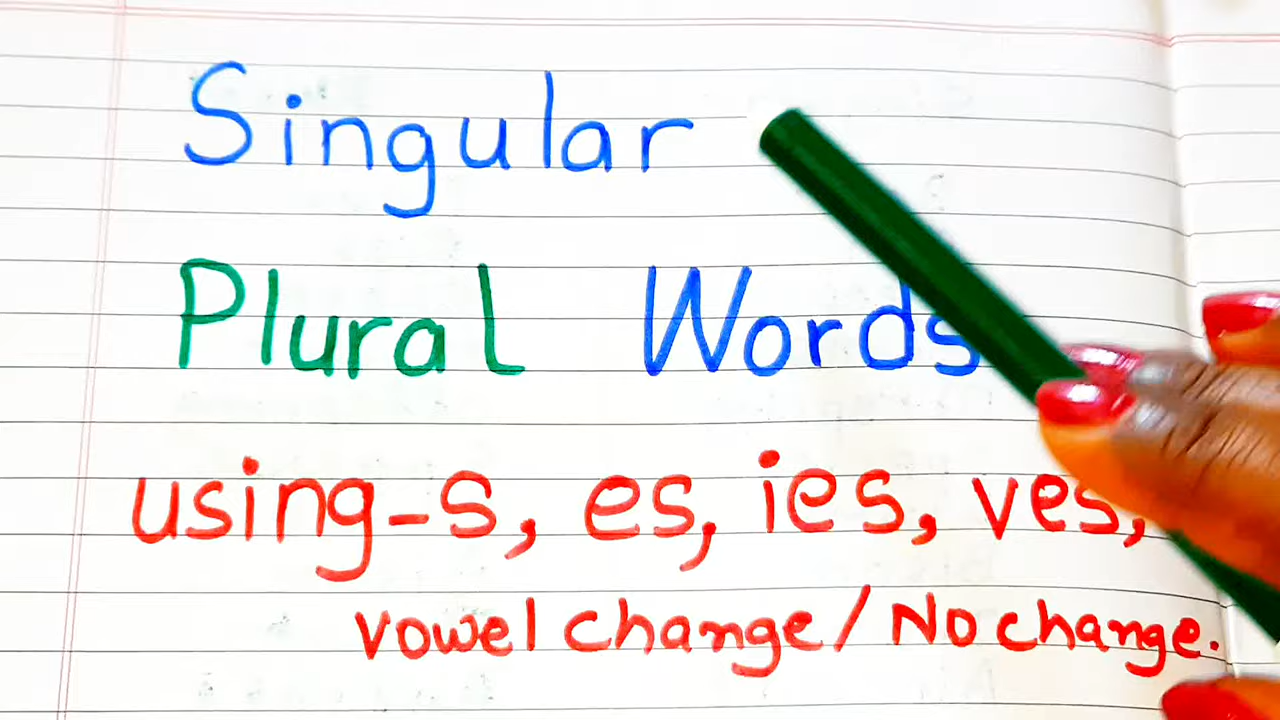 Singular
Plural Words
using-s, es, ies, ves,
vowel change/No change.